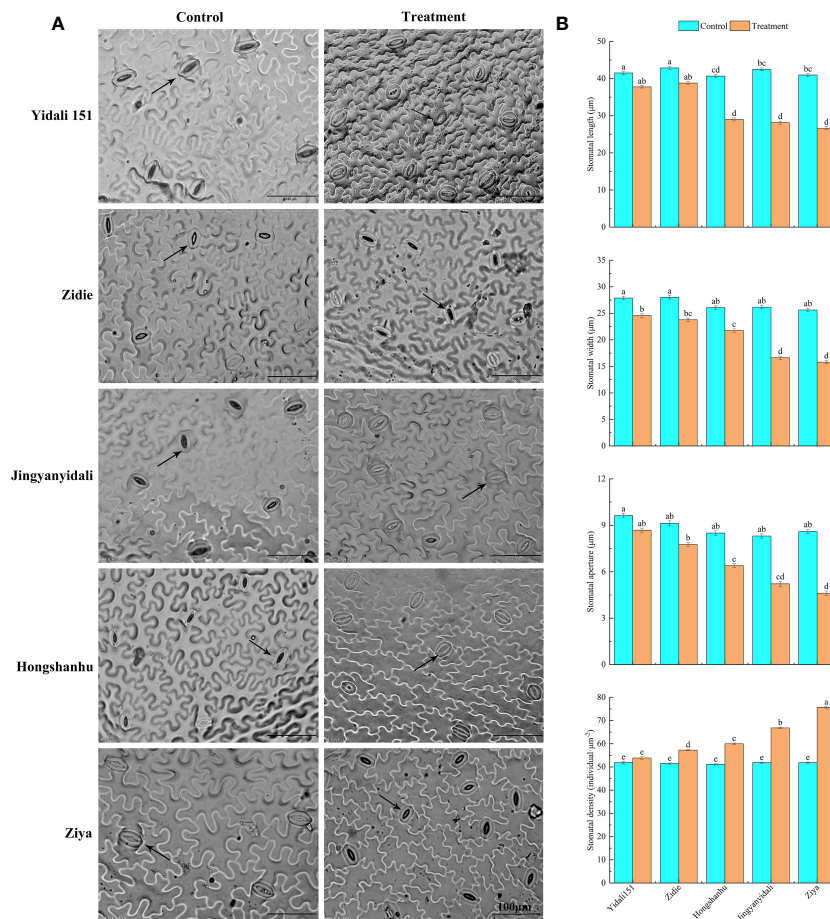 A
Control
Treatment
Yidali 151
Zidie
Jingyanyidali
Hongshanhu
Ziya
100μm
B
Control
Treatment
Stomatal length (μm)
50
40
30
20
10
0
a
ab
a
ab
cd
d
bc
d
bc
d
Stomatal width (μm)
35
30
25
20
15
10
5
0
a
b
a
bc
ab
c
ab
d
ab
d
Stomatal aperture (μm)
12
9
6
3
0
a
ab
ab
b
ab
c
ab
cd
ab
d
Stomatal density (individual·μm⁻²)
80
70
60
50
40
30
20
10
0
e
e
e
d
e
c
e
b
e
a
Yidali151
Zidie
Hongshanhu
Jingyanyidali
Ziya